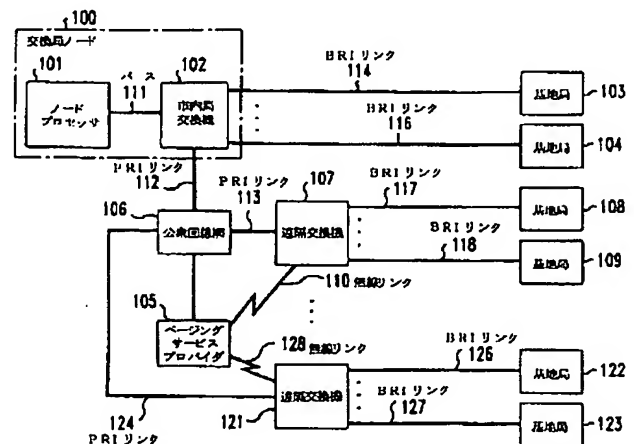 100
交換局ノード
101
ノード
プロセッサ
バス
111
102
市内局
交換機
BRIリンク
114
基地局
103
BRIリンク
116
基地局
104
PRIリンク
112
106
公衆回線網
PRIリンク
113
107
遠隔交換機
BRIリンク
117
基地局
108
BRIリンク
118
基地局
109
110 無線リンク
105
ページング
サービス
プロバイダ
128 無線リンク
121
遠隔交換機
BRIリンク
126
基地局
122
BRIリンク
127
基地局
123
124
PRIリンク